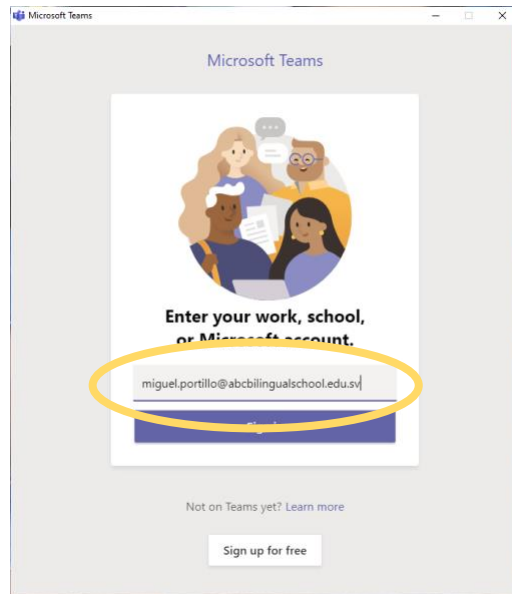 Microsoft Teams
Microsoft Teams
Enter your work, school,
or Microsoft account.
miguel.portillo@abcbilingualschool.edu.sv
Not on Teams yet? Learn more
Sign up for free